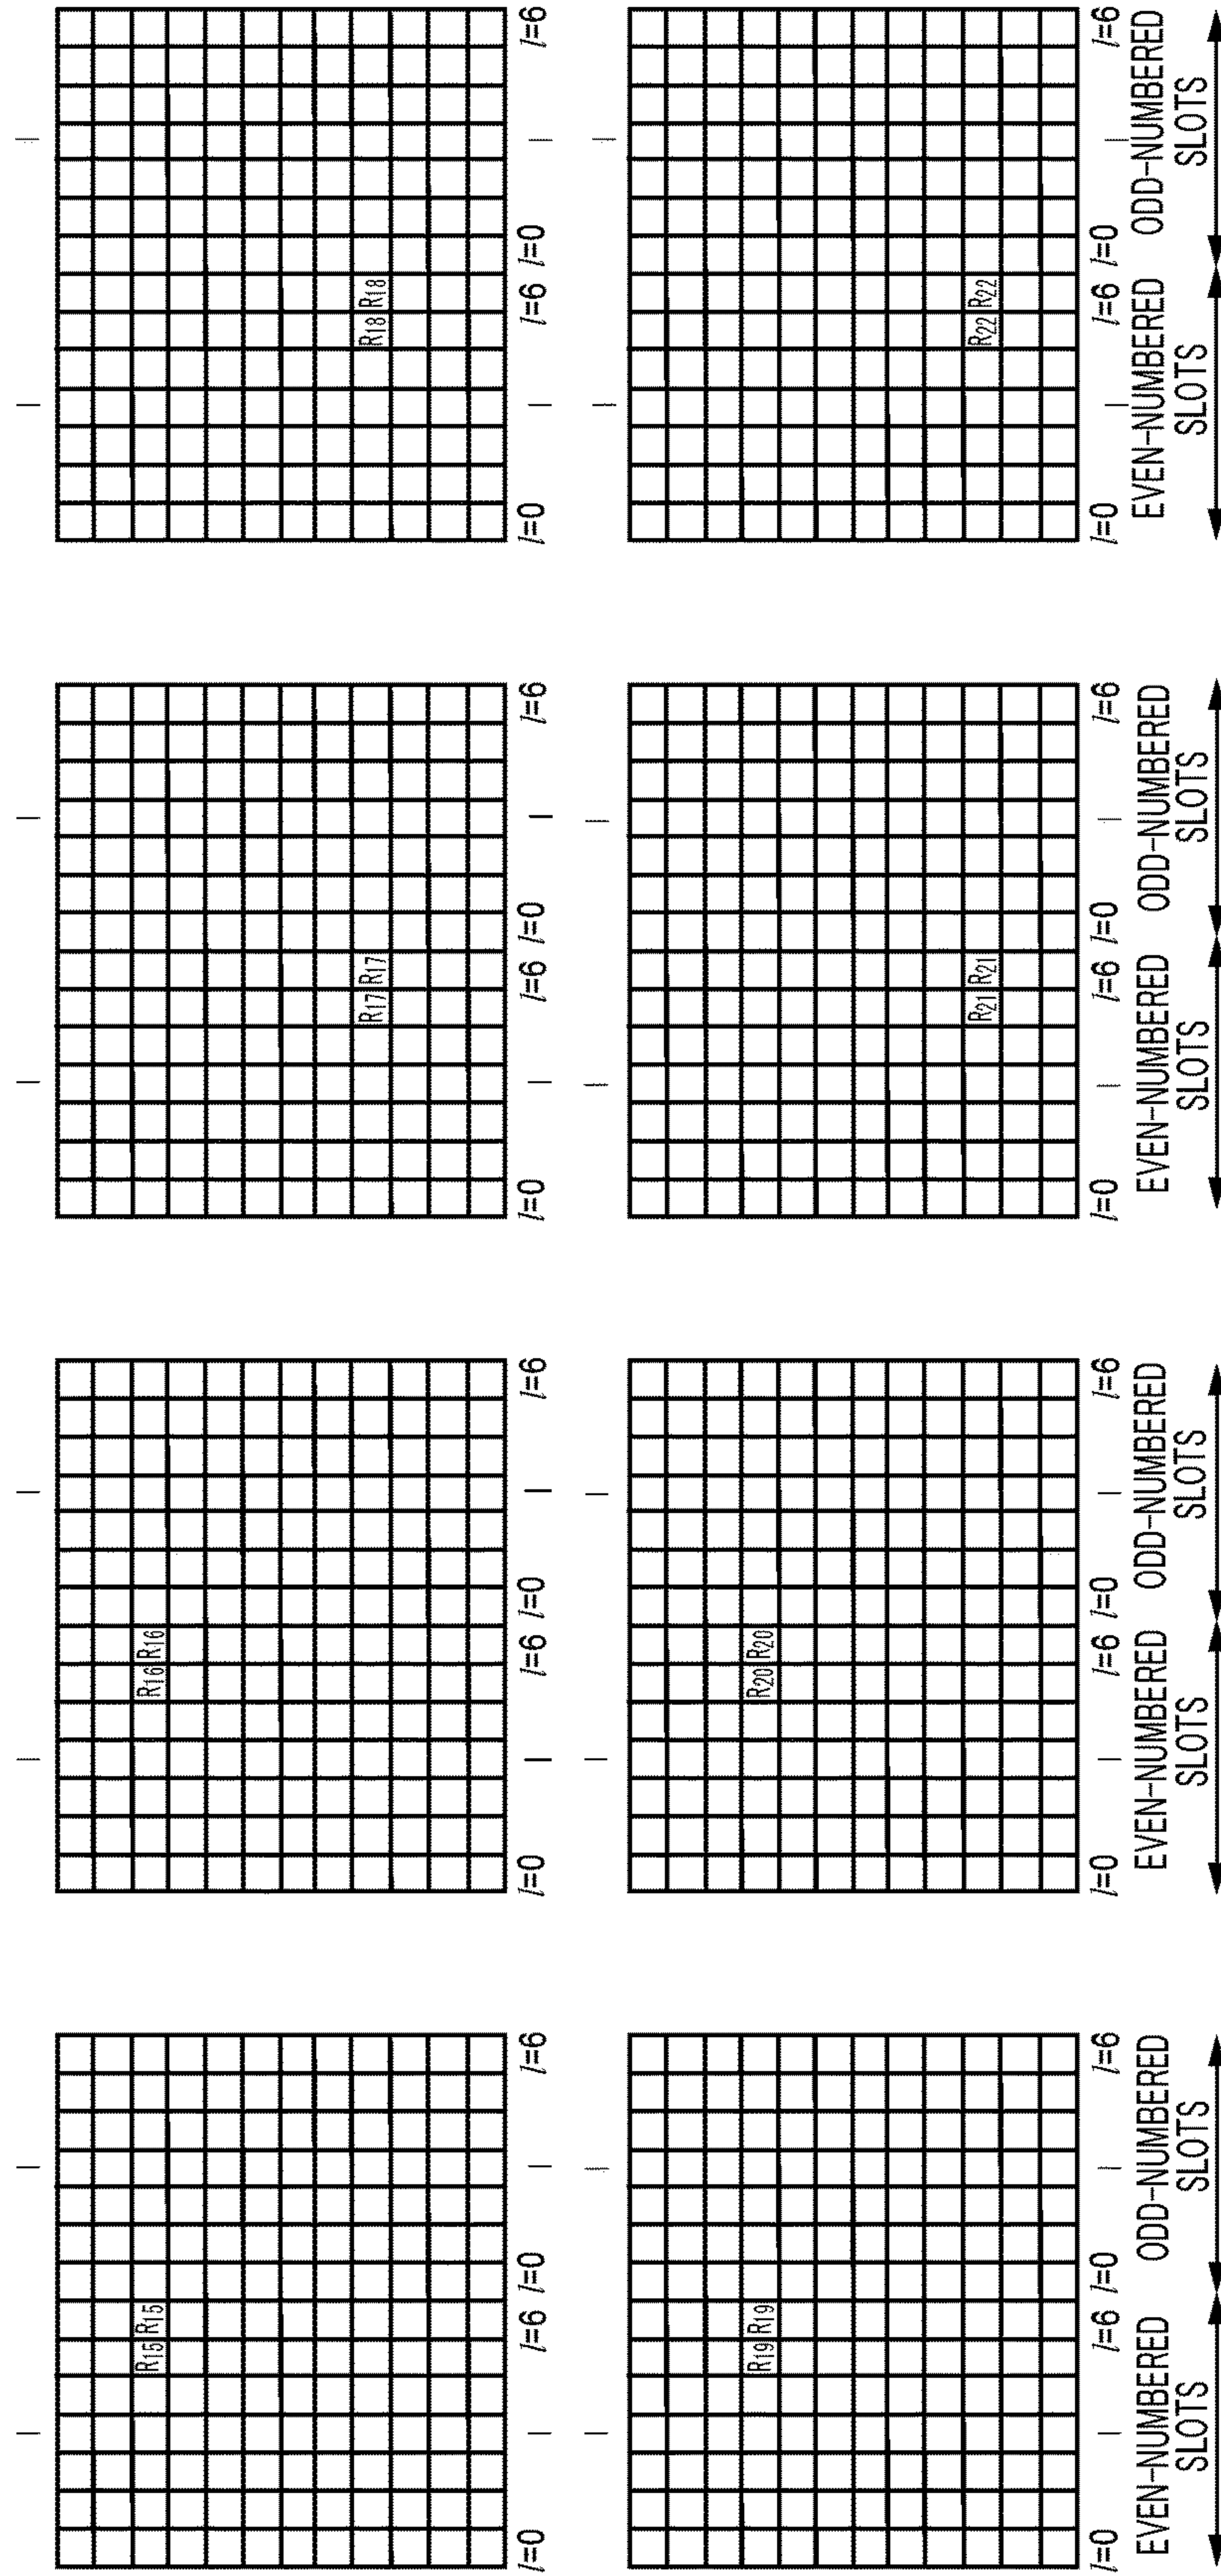 R15 R15
l=0 l=6 l=0 l=6
R16 R16
l=0 l=6 l=0 l=6
R17 R17
l=0 l=6 l=0 l=6
R18 R18
l=0 l=6 l=0 l=6
R19 R19
l=0 l=6 l=0 l=6
EVEN-NUMBERED ODD-NUMBERED
SLOTS SLOTS
R20 R20
l=0 l=6 l=0 l=6
EVEN-NUMBERED ODD-NUMBERED
SLOTS SLOTS
R21 R21
l=0 l=6 l=0 l=6
EVEN-NUMBERED ODD-NUMBERED
SLOTS SLOTS
R22 R22
l=0 l=6 l=0 l=6
EVEN-NUMBERED ODD-NUMBERED
SLOTS SLOTS